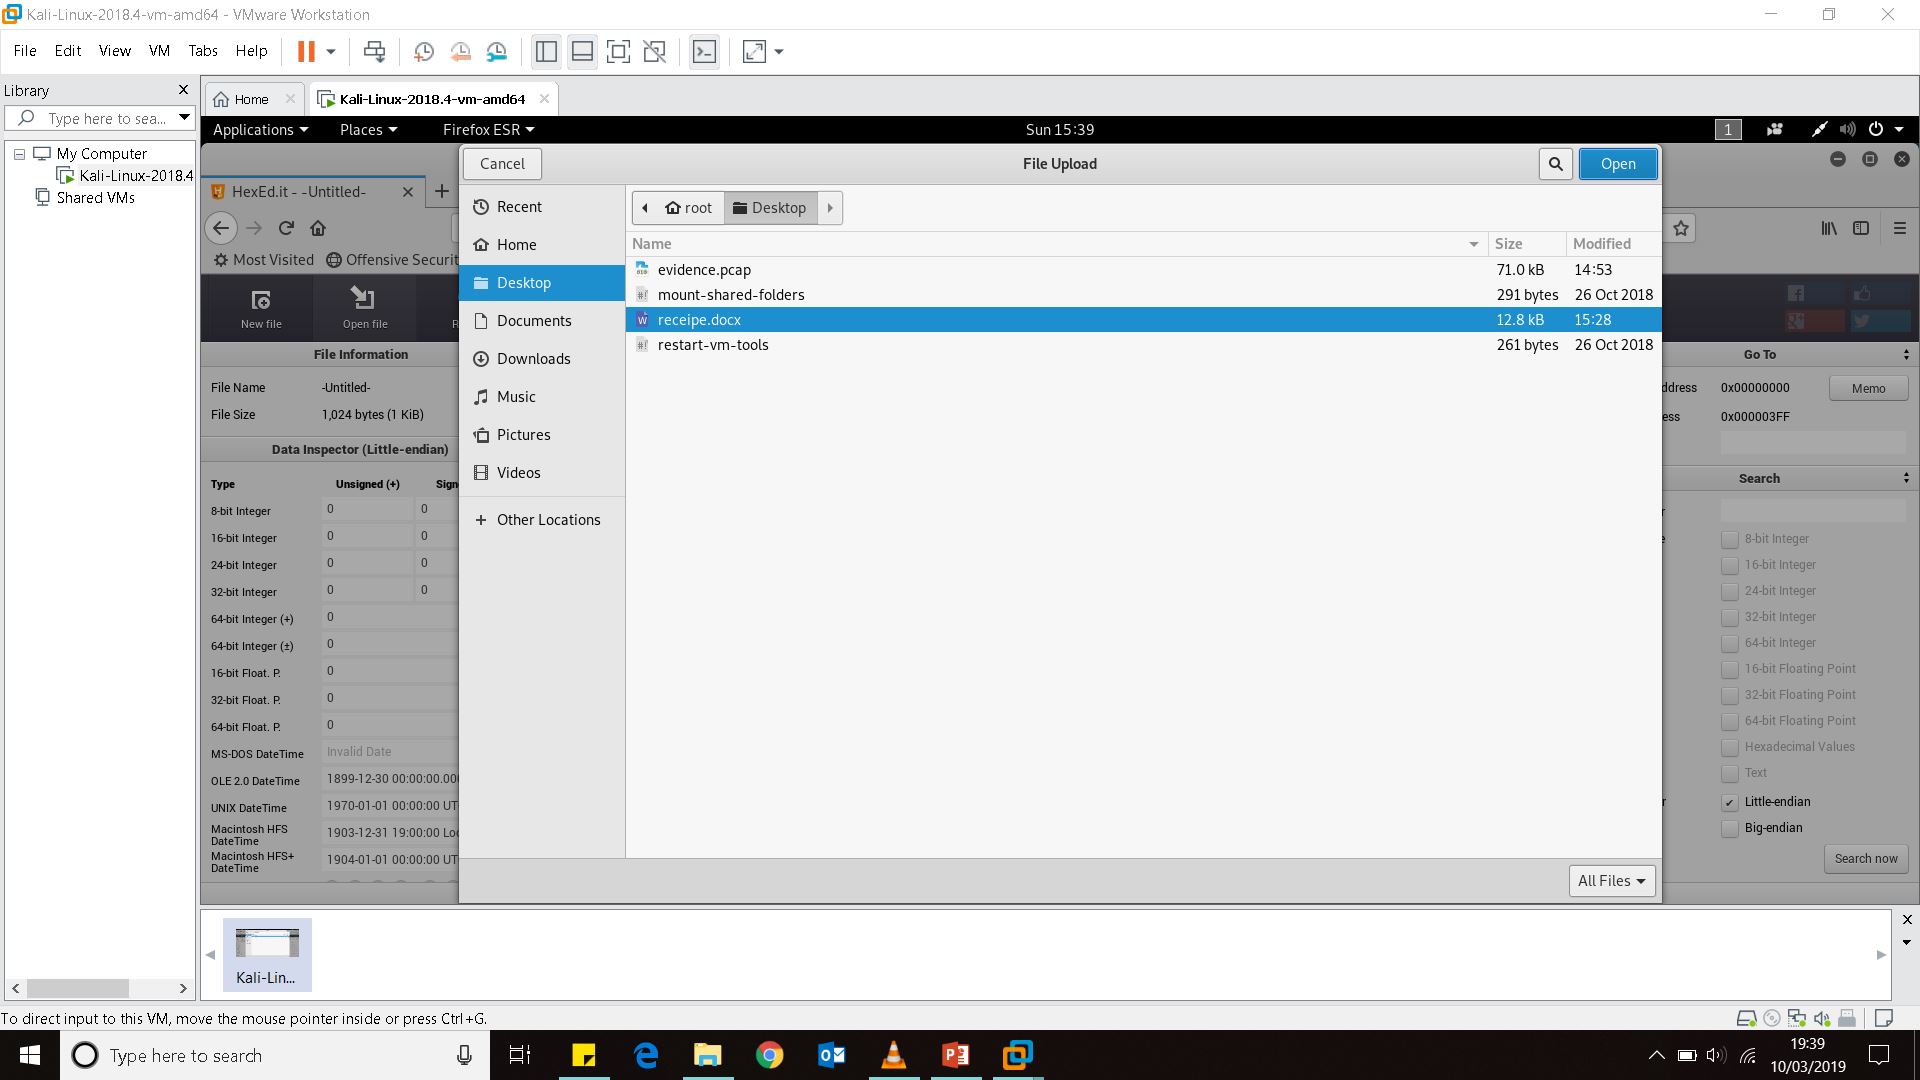 Kali-Linux-2018.4-vm-amd64 - VMware Workstation
File Edit View VM Tabs Help
Library
Type here to sea...
My Computer
Kali-Linux-2018.4
Shared VMs
Home
Kali-Linux-2018.4-vm-amd64
Applications Places Firefox ESR Sun 15:39 1
Cancel File Upload Open
HexEd.it - -Untitled-
Most Visited Offensive Securit
New file
Open file
R
File Information
File Name -Untitled-
File Size 1,024 bytes (1 KiB)
Data Inspector (Little-endian)
Type Unsigned (+) Sign
8-bit Integer 0 0
16-bit Integer 0 0
24-bit Integer 0 0
32-bit Integer 0 0
64-bit Integer (+) 0
64-bit Integer (±) 0
16-bit Float. P. 0
32-bit Float. P. 0
64-bit Float. P. 0
MS-DOS DateTime Invalid Date
OLE 2.0 DateTime 1899-12-30 00:00:00.00
UNIX DateTime 1970-01-01 00:00:00 UT
Macintosh HFS
DateTime 1903-12-31 19:00:00 Loc
Macintosh HFS+
DateTime 1904-01-01 00:00:00 UT
Recent
Home
Desktop
Documents
Downloads
Music
Pictures
Videos
Other Locations
root Desktop
Name Size Modified
evidence.pcap 71.0 kB 14:53
mount-shared-folders 291 bytes 26 Oct 2018
receipe.docx 12.8 kB 15:28
restart-vm-tools 261 bytes 26 Oct 2018
All Files
Go To
ddress 0x00000000 Memo
ess 0x000003FF
Search
8-bit Integer
16-bit Integer
24-bit Integer
32-bit Integer
64-bit Integer
16-bit Floating Point
32-bit Floating Point
64-bit Floating Point
Hexadecimal Values
Text
Little-endian
Big-endian
Search now
Kali-Lin...
To direct input to this VM, move the mouse pointer inside or press Ctrl+G.
Type here to search
19:39
10/03/2019